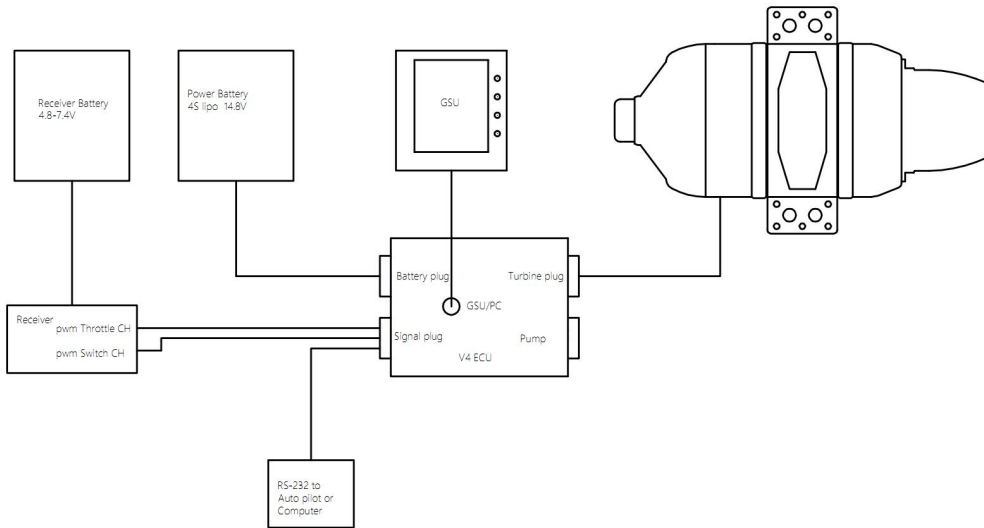 Receiver Battery
4.8-7.4V
Power Battery
4S lipo 14.8V
GSU
Battery plug
Turbine plug
GSU/PC
Receiver
pwm Throttle CH
pwm Switch CH
Signal plug
Pump
V4 ECU
RS-232 to
Auto pilot or
Computer